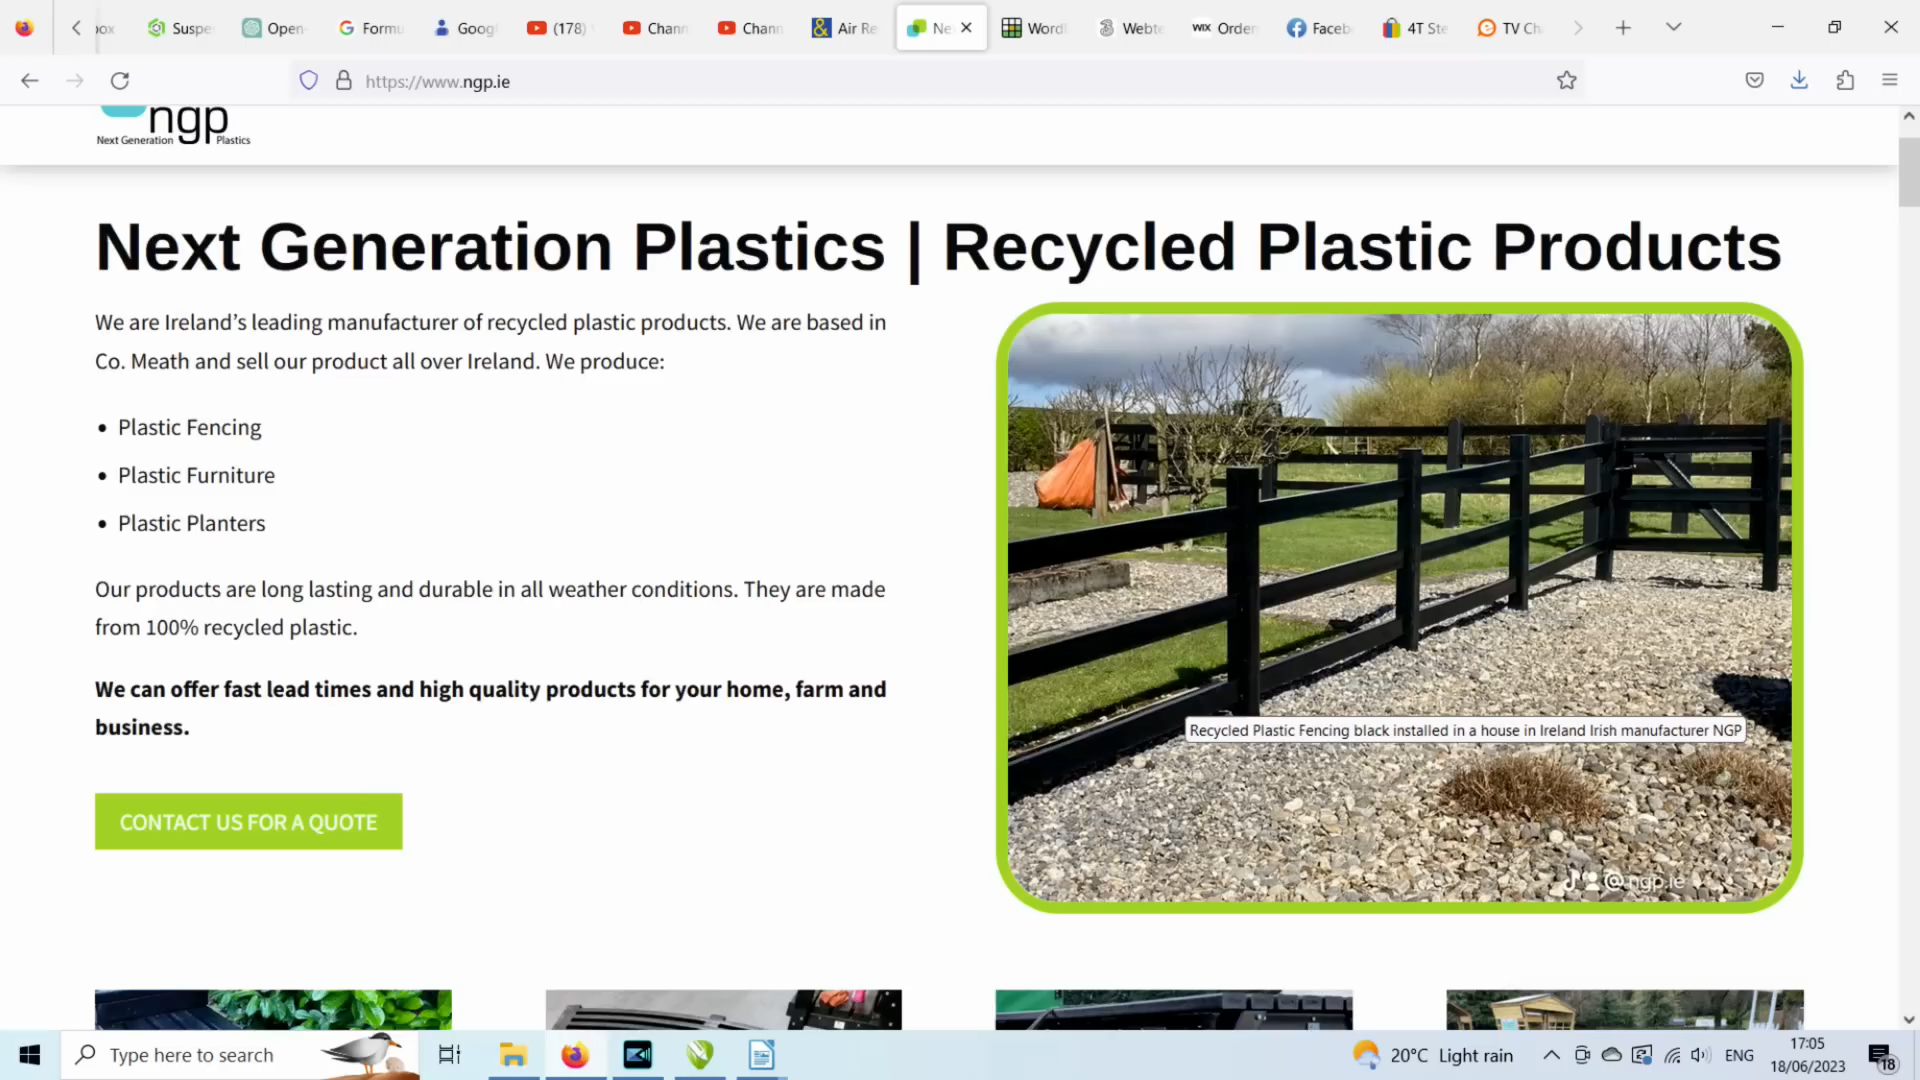 Suspe
Open
Formu
Googl
(178)
Chann
Chann
Air Re
Ne
Word
Webte
WIX Order
Faceb
4T Ste
TV Ch
https://www.ngp.ie
ngp
Next Generation Plastics
Next Generation Plastics | Recycled Plastic Products
We are Ireland’s leading manufacturer of recycled plastic products. We are based in
Co. Meath and sell our product all over Ireland. We produce:
• Plastic Fencing
• Plastic Furniture
• Plastic Planters
Our products are long lasting and durable in all weather conditions. They are made
from 100% recycled plastic.
We can offer fast lead times and high quality products for your home, farm and
business.
CONTACT US FOR A QUOTE
Recycled Plastic Fencing black installed in a house in Ireland Irish manufacturer NGP
@ngp.ie
Type here to search
20°C Light rain
ENG
17:05
18/06/2023
18